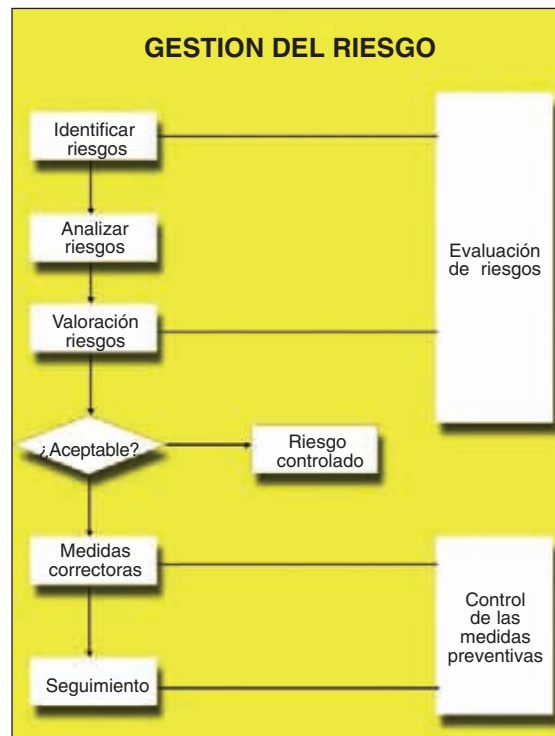 GESTION DEL RIESGO
Identificar
riesgos
Analizar
riesgos
Evaluación
de riesgos
Valoración
riesgos
¿Aceptable?
Riesgo
controlado
Medidas
correctoras
Control
de las
medidas
preventivas
Seguimiento